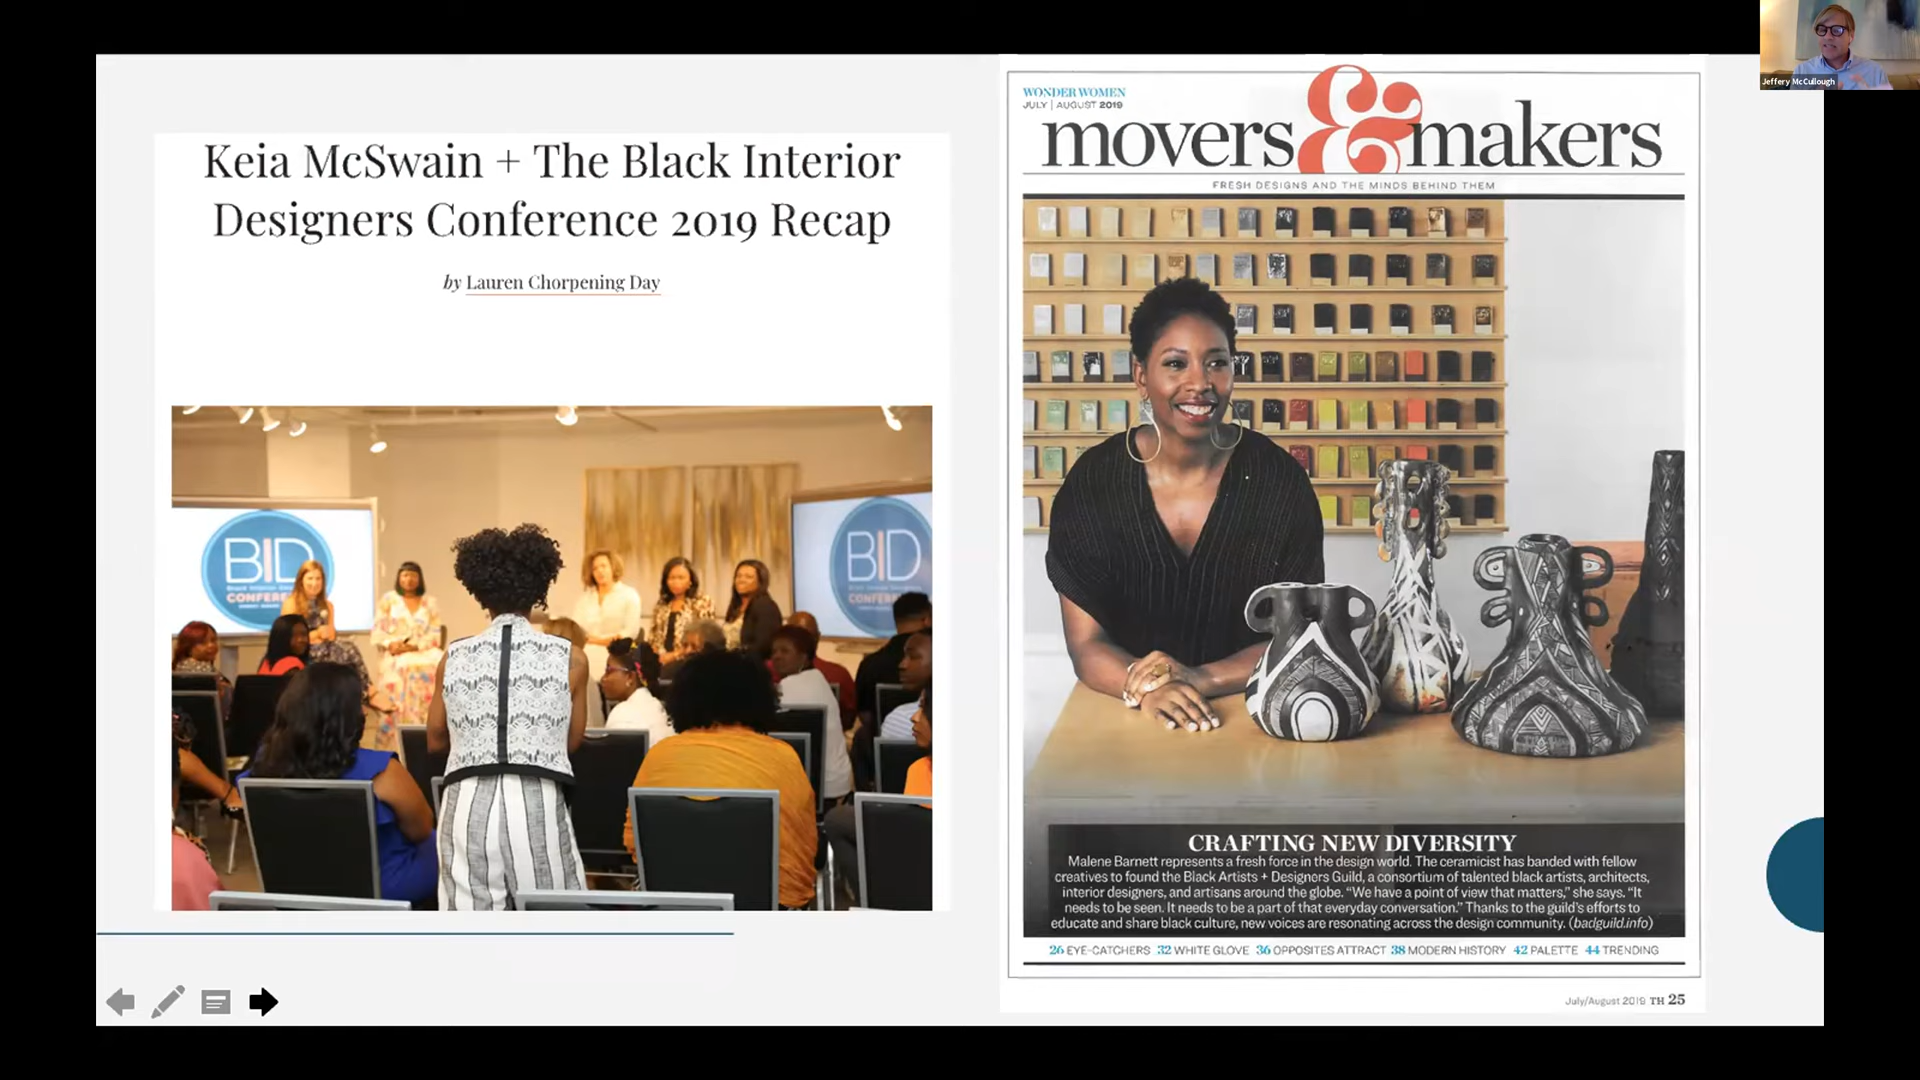 Keia McSwain + The Black Interior
Designers Conference 2019 Recap
by Lauren Chorpening Day
BID
CONFERE
BID
CONFERE
WONDER WOMEN
JULY | AUGUST 2019
movers & makers
FRESH DESIGNS AND THE MINDS BEHIND THEM
CRAFTING NEW DIVERSITY
Malene Barnett represents a fresh force in the design world. The ceramicist has banded with fellow
creatives to found the Black Artists + Designers Guild, a consortium of talented black artists, architects,
interior designers, and artisans around the globe. “We have a point of view that matters,” she says. “It
needs to be seen. It needs to be a part of that everyday conversation.” Thanks to the guild’s efforts to
educate and share black culture, new voices are resonating across the design community. (badguild.info)
26 EYE-CATCHERS 32 WHITE GLOVE 36 OPPOSITES ATTRACT 38 MODERN HISTORY 42 PALETTE 44 TRENDING
July/August 2019 TH 25
Jeffery McCullough